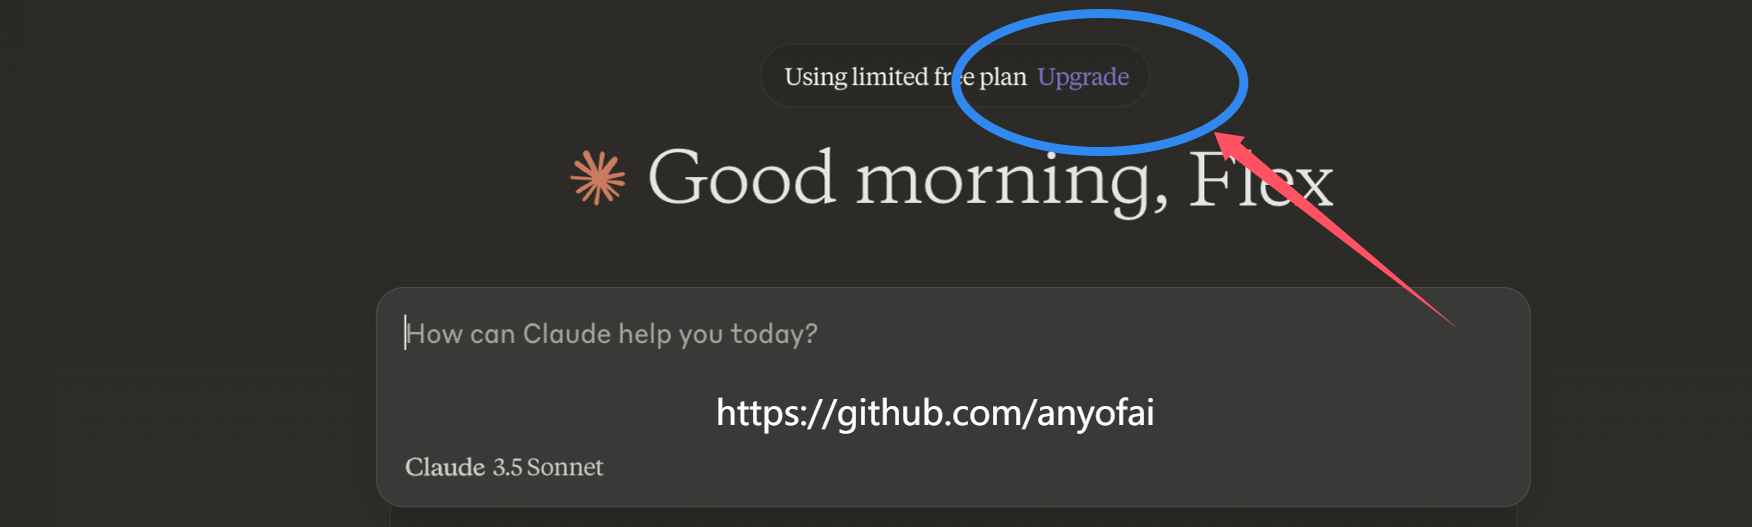 Using limited free plan Upgrade
Good morning, Flex
How can Claude help you today?
https://github.com/anyofai
Claude 3.5 Sonnet